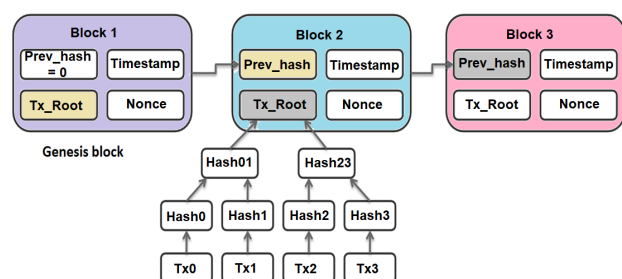 Block 1
Prev_hash
= 0
Timestamp
Tx_Root
Nonce
Genesis block
Block 2
Prev_hash
Timestamp
Tx_Root
Nonce
Block 3
Prev_hash
Timestamp
Tx_Root
Nonce
Hash01
Hash23
Hash0
Hash1
Hash2
Hash3
Tx0
Tx1
Tx2
Tx3